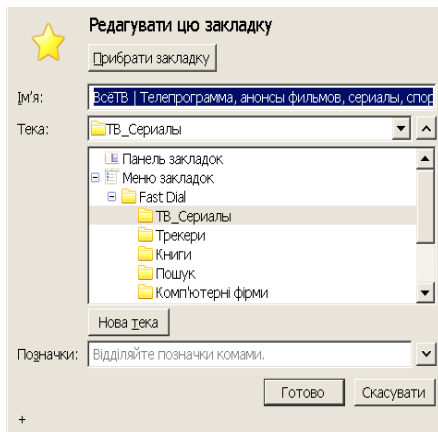 Редагувати цю закладку
Прибрати закладку
Ім'я:
ВсёТВ | Телепрограмма, анонсы фильмов, сериалы, спор
Тека:
ТВ_Сериалы
Панель закладок
Меню закладок
Fast Dial
ТВ_Сериалы
Трекери
Книги
Пошук
Комп'ютерні фірми
Нова тека
Позначки:
Відділяйте позначки комами.
Готово
Скасувати
+